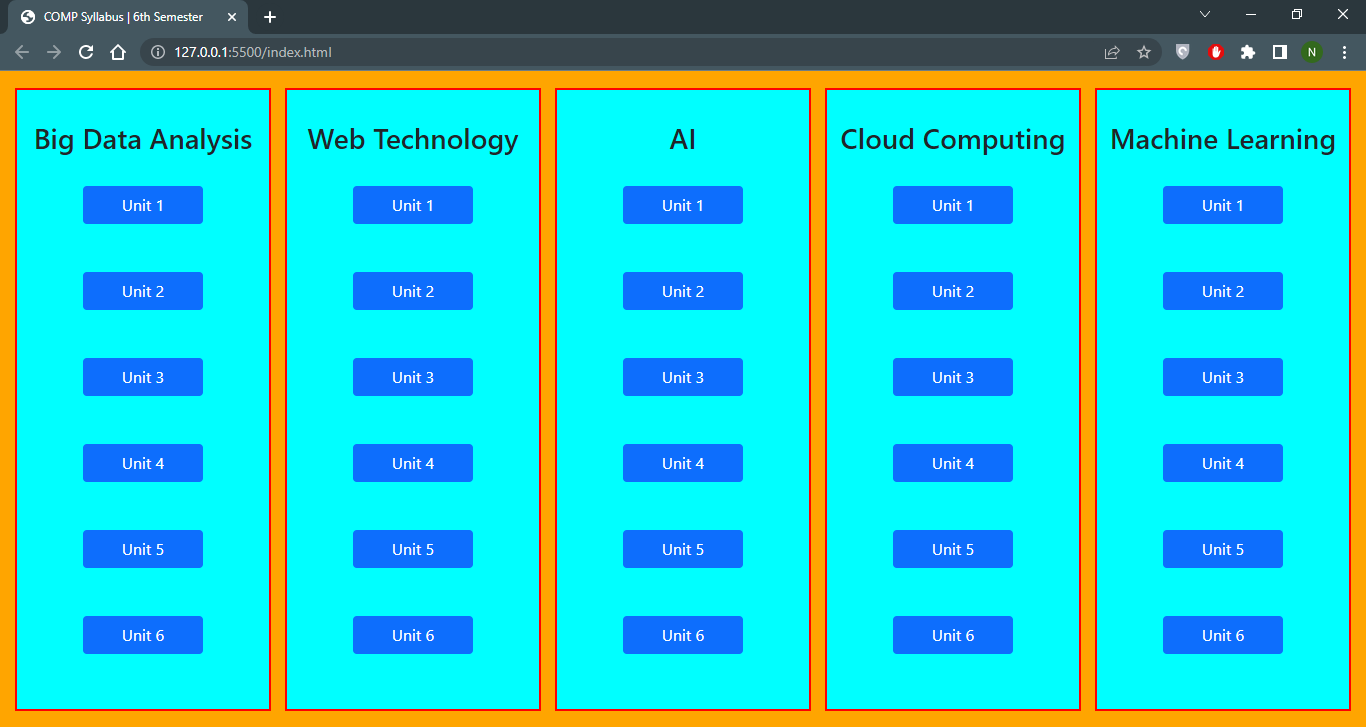 COMP Syllabus | 6th Semester
127.0.0.1:5500/index.html
N
Big Data Analysis
Unit 1
Unit 2
Unit 3
Unit 4
Unit 5
Unit 6
Web Technology
Unit 1
Unit 2
Unit 3
Unit 4
Unit 5
Unit 6
AI
Unit 1
Unit 2
Unit 3
Unit 4
Unit 5
Unit 6
Cloud Computing
Unit 1
Unit 2
Unit 3
Unit 4
Unit 5
Unit 6
Machine Learning
Unit 1
Unit 2
Unit 3
Unit 4
Unit 5
Unit 6